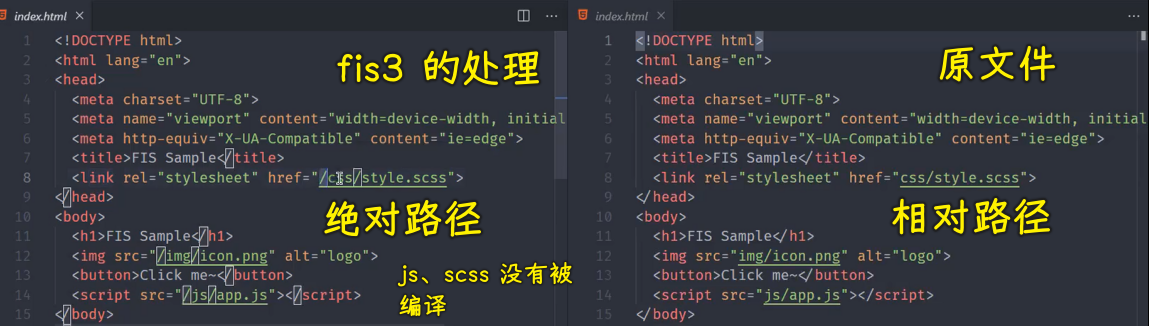 index.html
1 <!DOCTYPE html>
2 <html lang="en">
3 <head>
4 <meta charset="UTF-8">
5 <meta name="viewport" content="width=device-width, initial
6 <meta http-equiv="X-UA-Compatible" content="ie=edge">
7 <title>FIS Sample</title>
8 <link rel="stylesheet" href="/css/style.scss">
9 </head>
10 <body>
11 <h1>FIS Sample</h1>
12 <img src="/img/icon.png" alt="logo">
13 <button>Click me~</button>
14 <script src="/js/app.js"></script>
15 </body>
fis3 的处理
绝对路径
js、scss 没有被
编译
index.html
1 <!DOCTYPE html>
2 <html lang="en">
3 <head>
4 <meta charset="UTF-8">
5 <meta name="viewport" content="width=device-width, initial
6 <meta http-equiv="X-UA-Compatible" content="ie=edge">
7 <title>FIS Sample</title>
8 <link rel="stylesheet" href="css/style.scss">
9 </head>
10 <body>
11 <h1>FIS Sample</h1>
12 <img src="img/icon.png" alt="logo">
13 <button>Click me~</button>
14 <script src="js/app.js"></script>
15 </body>
原文件
相对路径